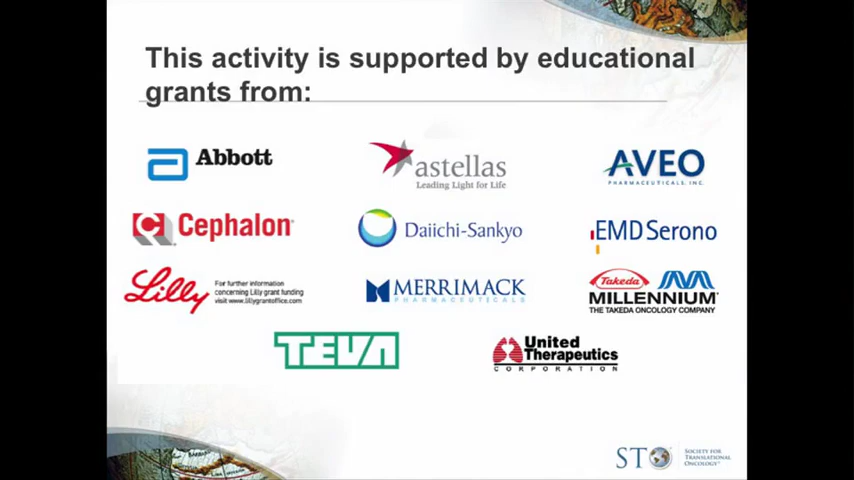 This activity is supported by educational
grants from:
Abbott
astellas
Leading Light for Life
AVEO
PHARMACEUTICALS, INC.
Cephalon®
Daiichi-Sankyo
EMD Serono
Lilly
For further information
concerning Lilly grant funding
visit www.lillygrantoffice.com
MERRIMACK
PHARMACEUTICALS
Takeda
MILLENNIUM®
THE TAKEDA ONCOLOGY COMPANY
TEVA
United
Therapeutics
CORPORATION
STO
SOCIETY FOR
TRANSLATIONAL
ONCOLOGY